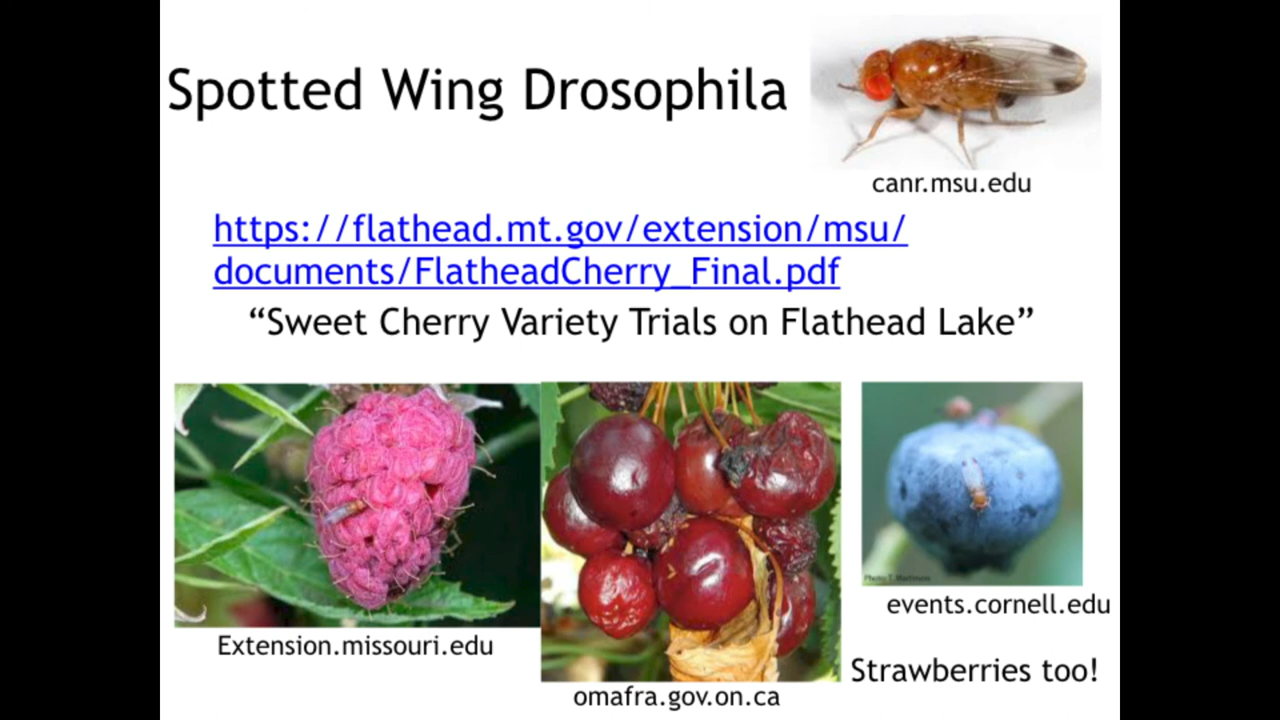 Spotted Wing Drosophila
canr.msu.edu
https://flathead.mt.gov/extension/msu/
documents/FlatheadCherry_Final.pdf
“Sweet Cherry Variety Trials on Flathead Lake”
Extension.missouri.edu
omafra.gov.on.ca
events.cornell.edu
Strawberries too!